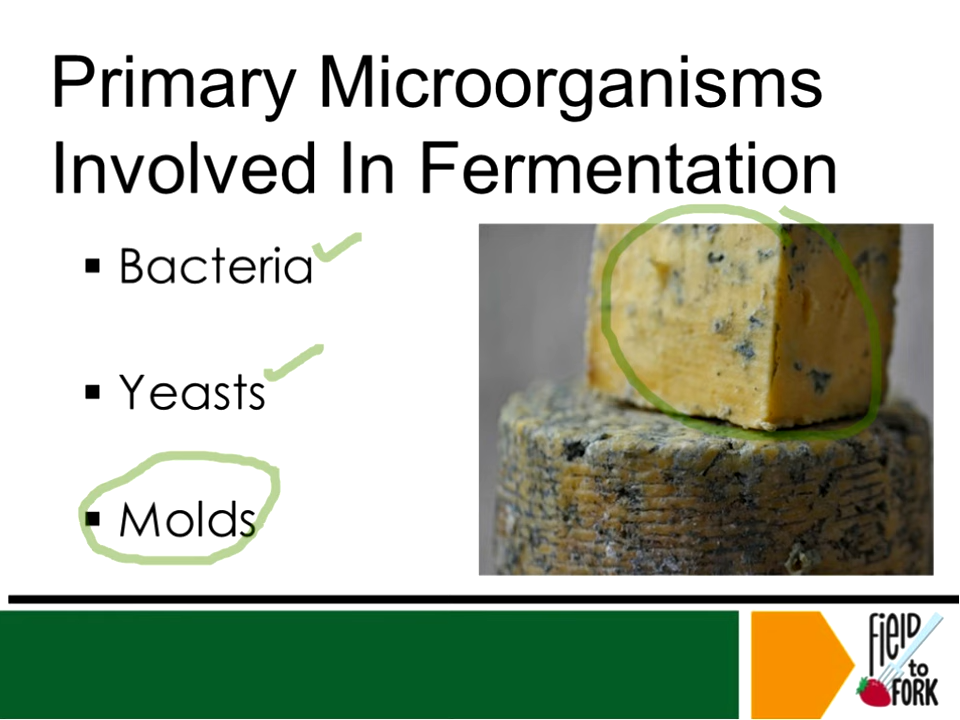 Primary Microorganisms
Involved In Fermentation
▪ Bacteria
▪ Yeasts
▪ Molds
FIELD
to
FORK